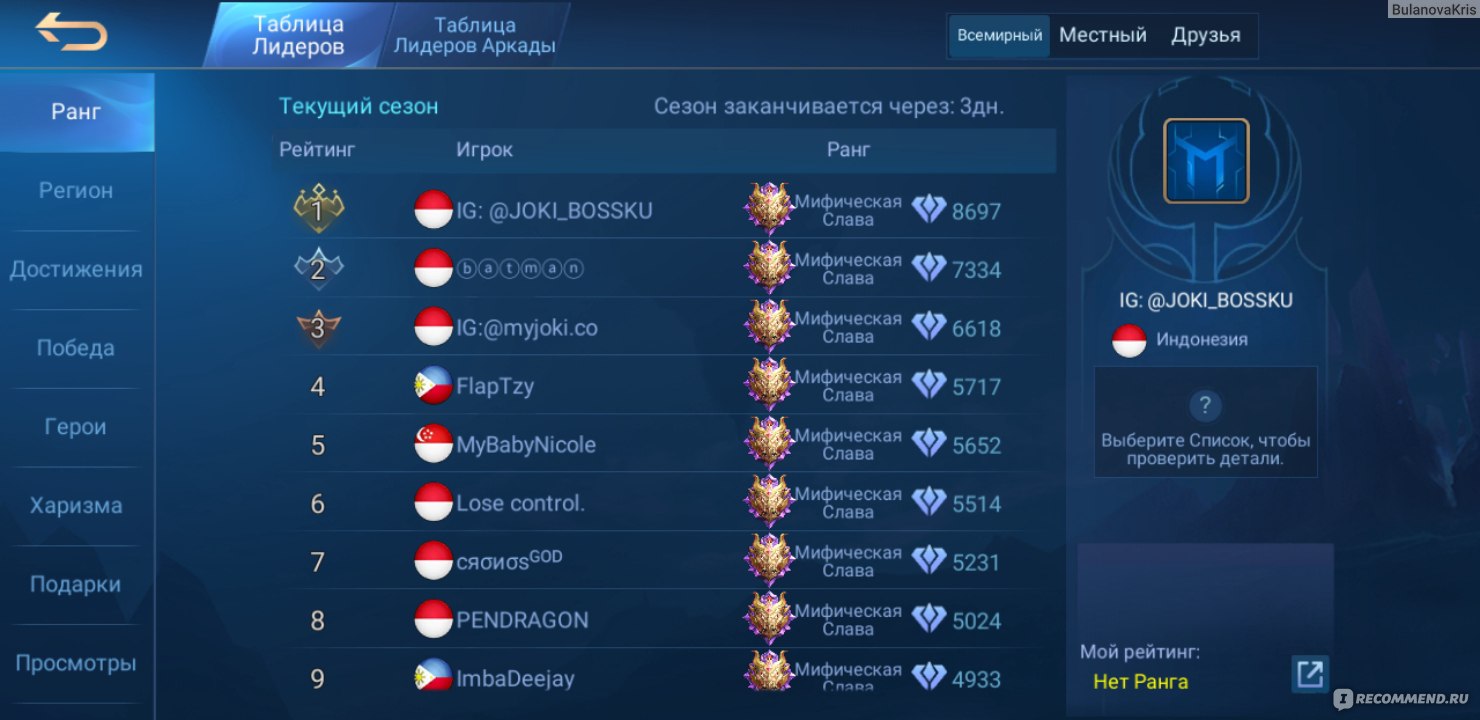 BulanovaKris
Таблица
Лидеров
Таблица
Лидеров Аркады
Всемирный
Местный
Друзья
Ранг
Регион
Достижения
Победа
Герои
Харизма
Подарки
Просмотры
Текущий сезон
Сезон заканчивается через: 3дн.
Рейтинг Игрок Ранг
1 IG: @JOKI_BOSSKU Мифическая
Слава 8697
2 ⓑⓐⓣⓜⓐⓝ Мифическая
Слава 7334
3 IG:@myjoki.co Мифическая
Слава 6618
4 FlapTzy Мифическая
Слава 5717
5 MyBabyNicole Мифическая
Слава 5652
6 Lose control. Мифическая
Слава 5514
7 cяσиσsᴳᴼᴰ Мифическая
Слава 5231
8 PENDRAGON Мифическая
Слава 5024
9 ImbaDeejay Мифическая
Слава 4933
IG: @JOKI_BOSSKU
Индонезия
?
Выберите Список, чтобы
проверить детали.
Мой рейтинг:
Нет Ранга
IRECOMMEND.RU